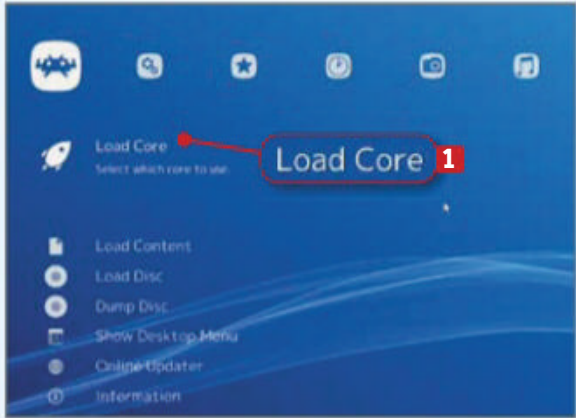 Load Core
Select which core to use.
Load Core 1
Load Content
Load Disc
Dump Disc
Show Desktop Menu
Online Updater
Information